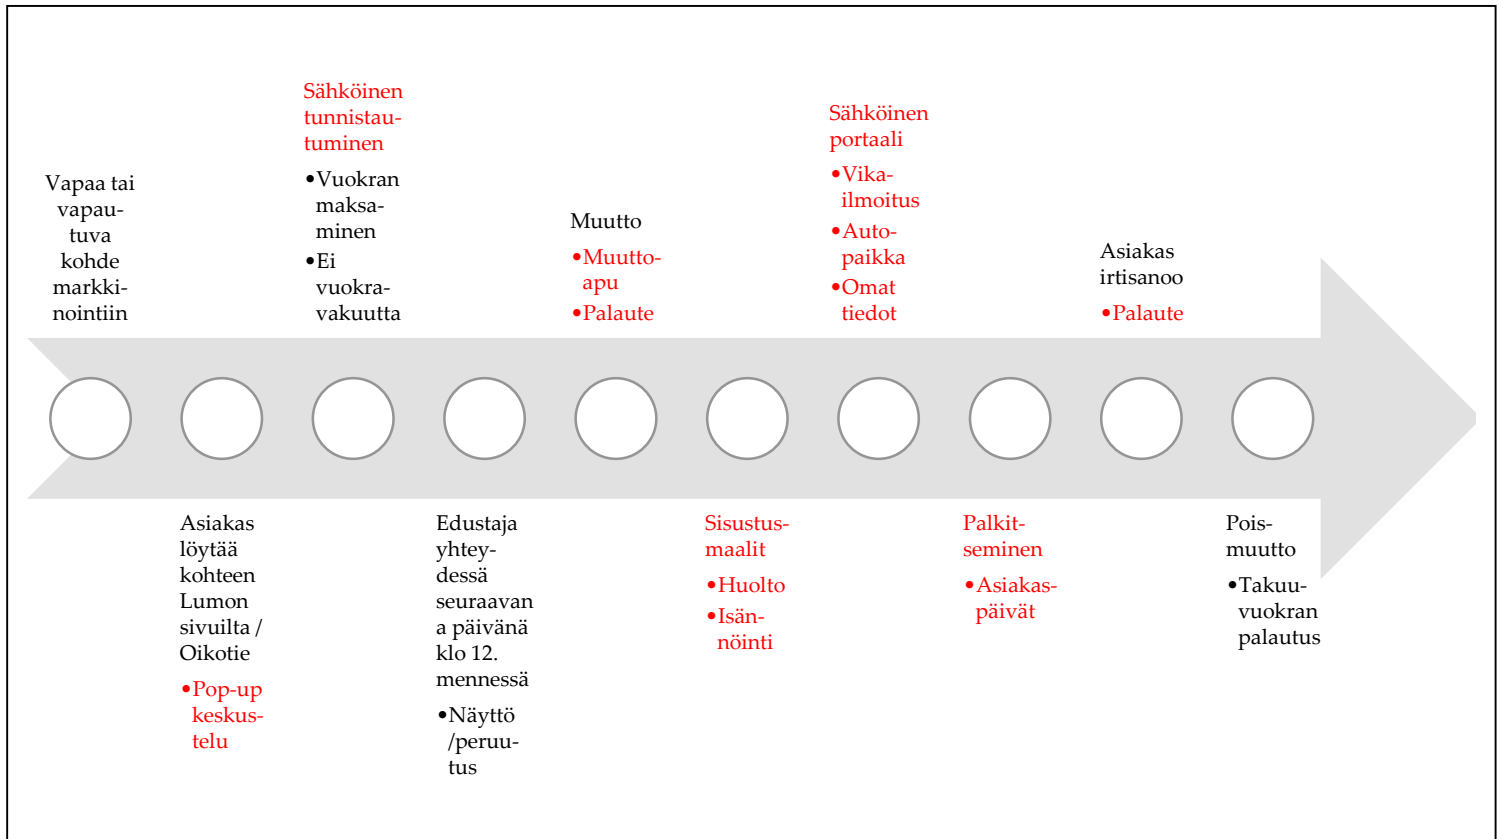 Vapaa tai
vapau-
tuva
kohde
markki-
nointiin
Asiakas
löytää
kohteen
Lumon
sivuilta /
Oikotie
•Pop-up
keskus-
telu
Sähköinen
tunnistau-
tuminen
•Vuokran
maksa-
minen
•Ei
vuokra-
vakuutta
Edustaja
yhtey-
dessä
seuraavan
a päivänä
klo 12.
mennessä
•Näyttö
/peruu-
tus
Muutto
•Muutto-
apu
•Palaute
Sisustus-
maalit
•Huolto
•Isän-
nöinti
Sähköinen
portaali
•Vika-
ilmoitus
•Auto-
paikka
•Omat
tiedot
Palkit-
seminen
•Asiakas-
päivät
Asiakas
irtisanoo
•Palaute
Pois-
muutto
•Takuu-
vuokran
palautus